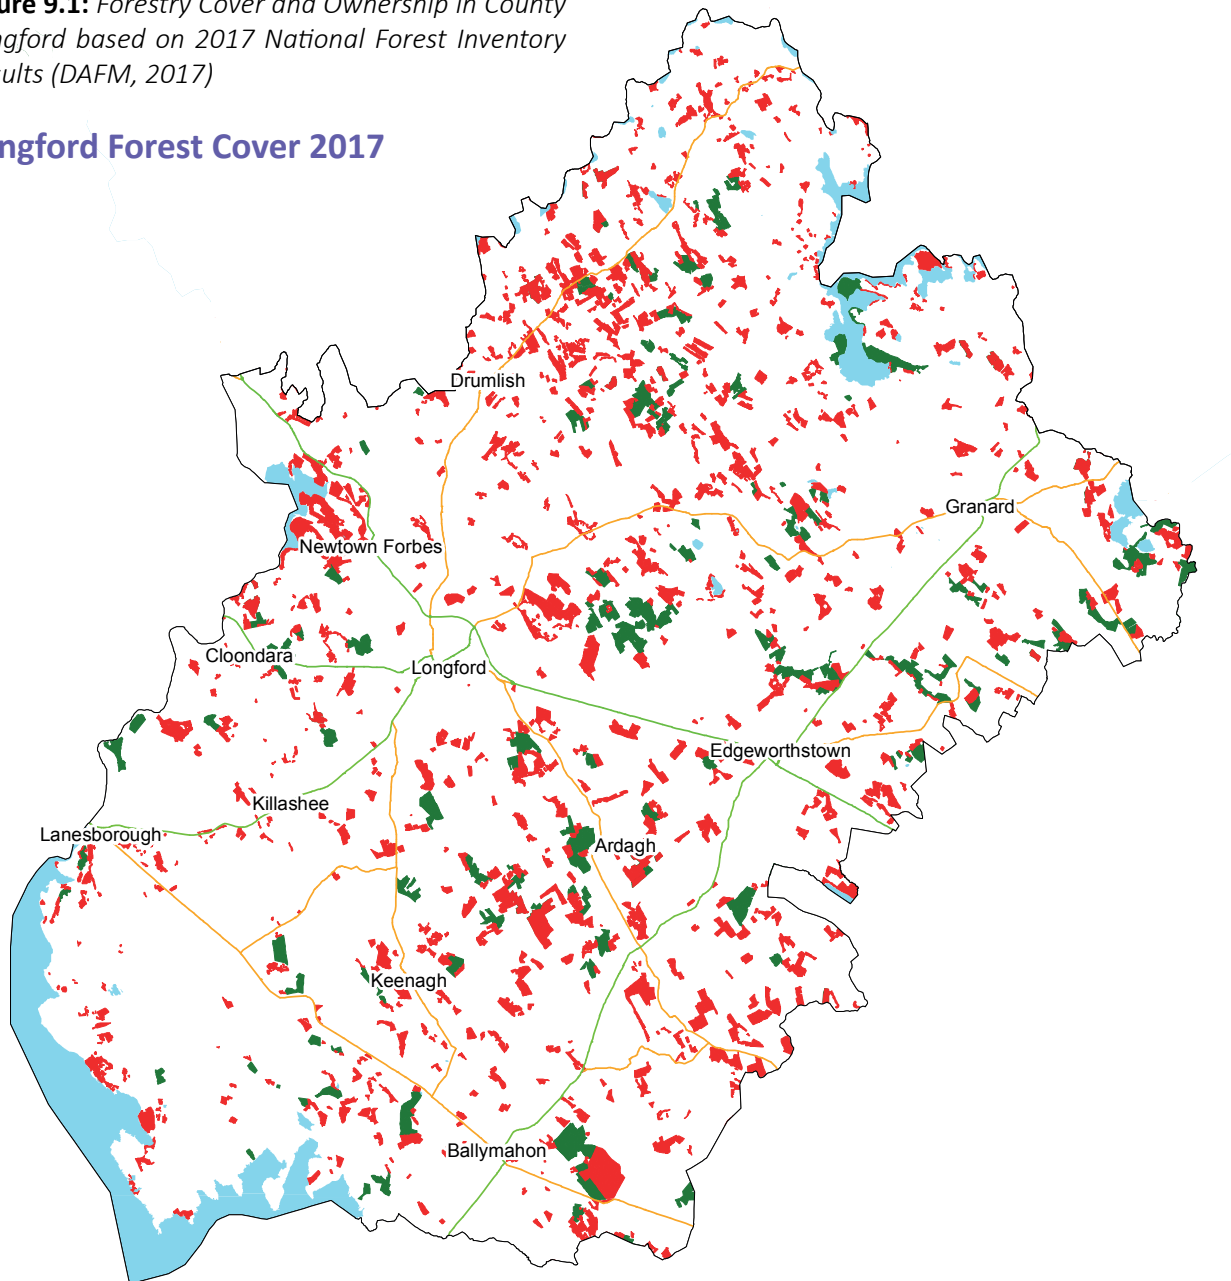 ure 9.1: Forestry Cover and Ownership in County
ngford based on 2017 National Forest Inventory
sults (DAFM, 2017)
ngford Forest Cover 2017
Drumlish
Granard
Newtown Forbes
Cloondara
Longford
Edgeworthstown
Killashee
Lanesborough
Ardagh
Keenagh
Ballymahon